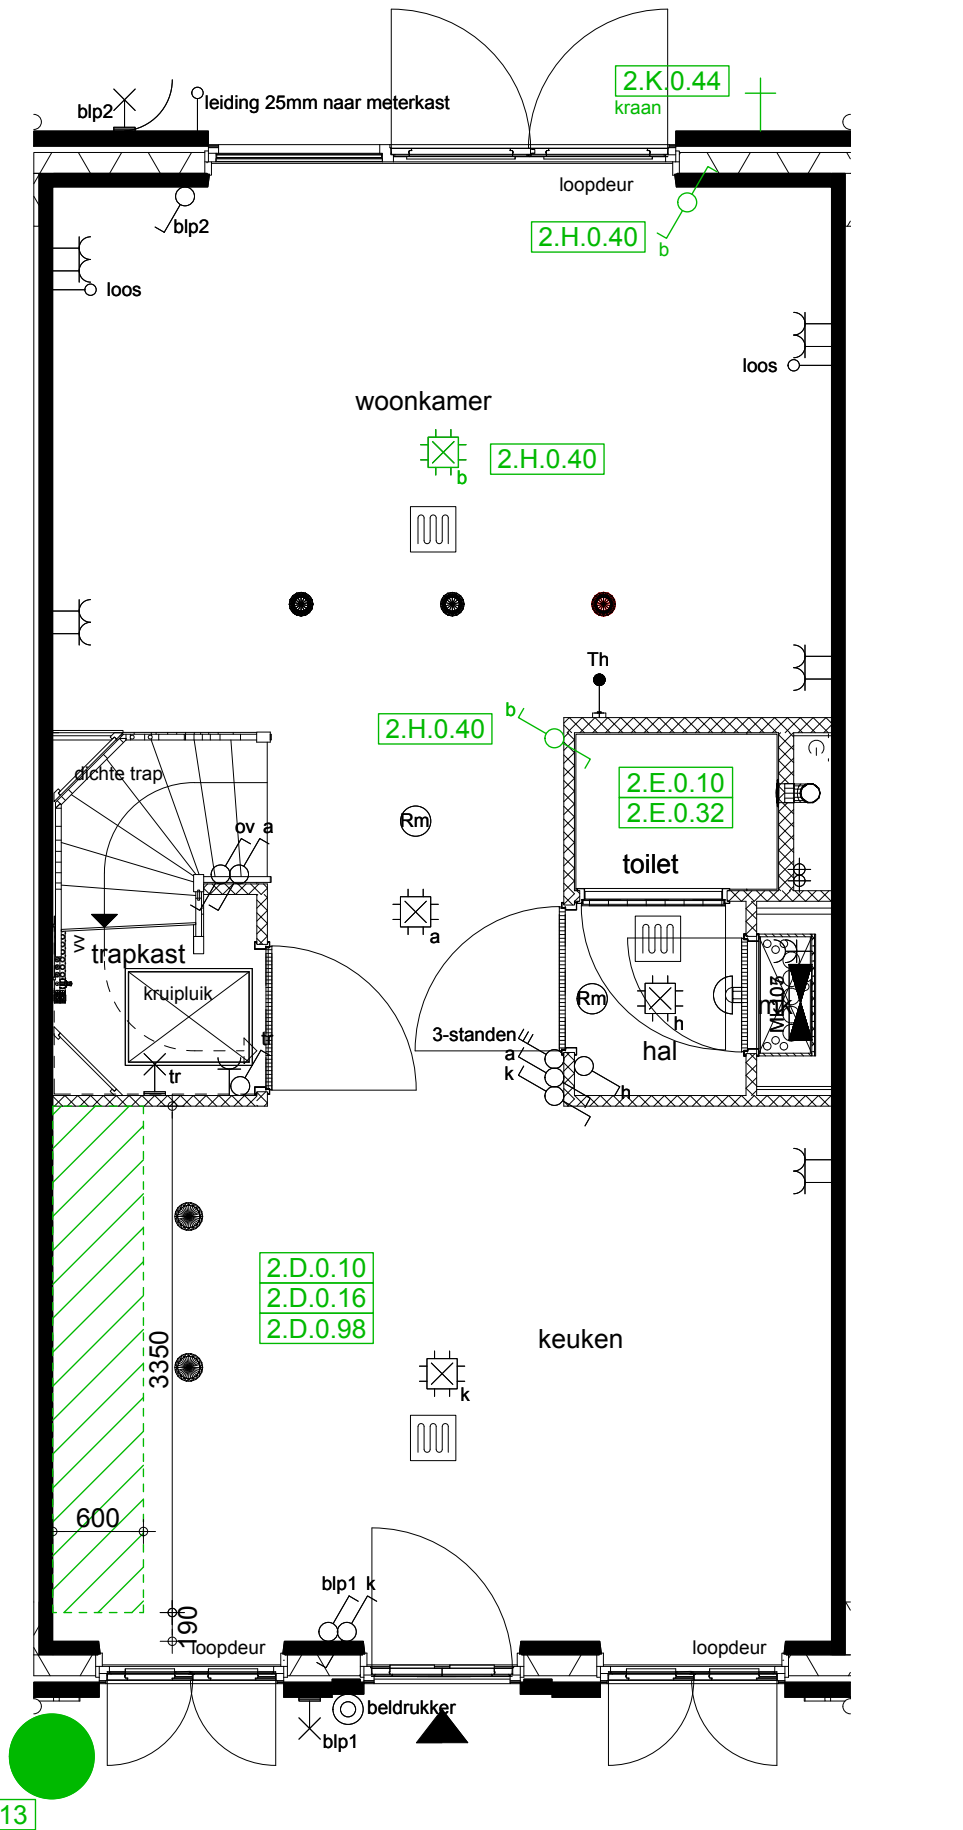 2.K.0.44
kraan
blp2
leiding 25mm naar meterkast
loopdeur
blp2
2.H.0.40
b
loos
loos
woonkamer
2.H.0.40
b
Th
b
2.H.0.40
dichte trap
2.E.0.10
2.E.0.32
ov a
Rm
toilet
a
vv
trapkast
kruipluik
Rm
h
mk
3-standen
tr
hal
a
k
tr
h
2.D.0.10
2.D.0.16
2.D.0.98
keuken
3350
k
600
blp1 k
190
loopdeur
loopdeur
beldrukker
blp1
13